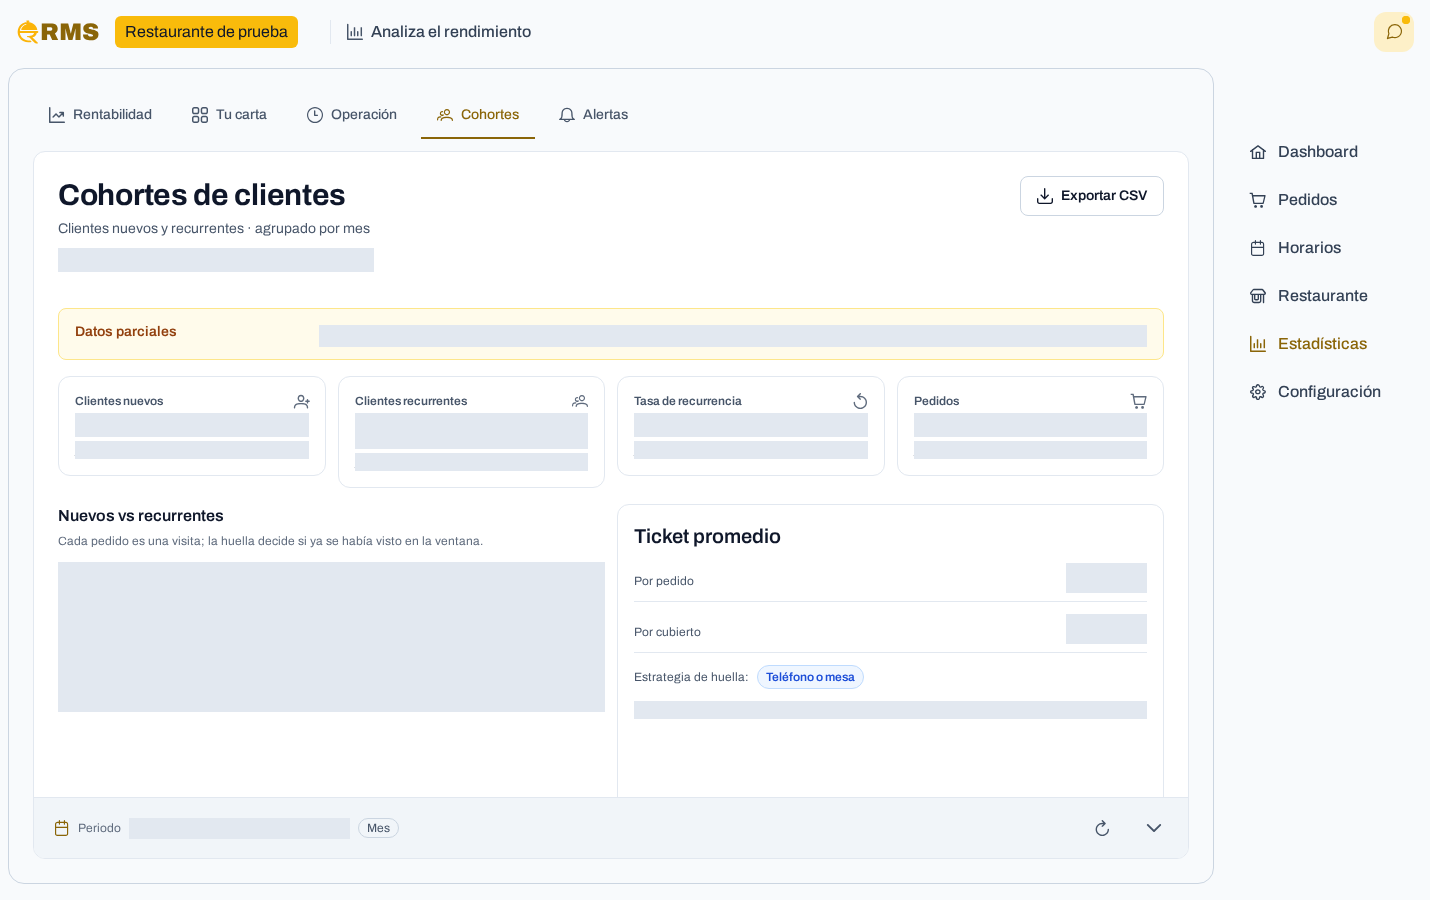 RMS
Restaurante de prueba
Analiza el rendimiento
Rentabilidad
Tu carta
Operación
Cohortes
Alertas
Cohortes de clientes
Exportar CSV
Clientes nuevos y recurrentes · agrupado por mes
Datos parciales
Clientes nuevos
Clientes recurrentes
Tasa de recurrencia
Pedidos
Nuevos vs recurrentes
Cada pedido es una visita; la huella decide si ya se había visto en la ventana.
Ticket promedio
Por pedido
Por cubierto
Estrategia de huella: Teléfono o mesa
Periodo
Mes
Dashboard
Pedidos
Horarios
Restaurante
Estadísticas
Configuración